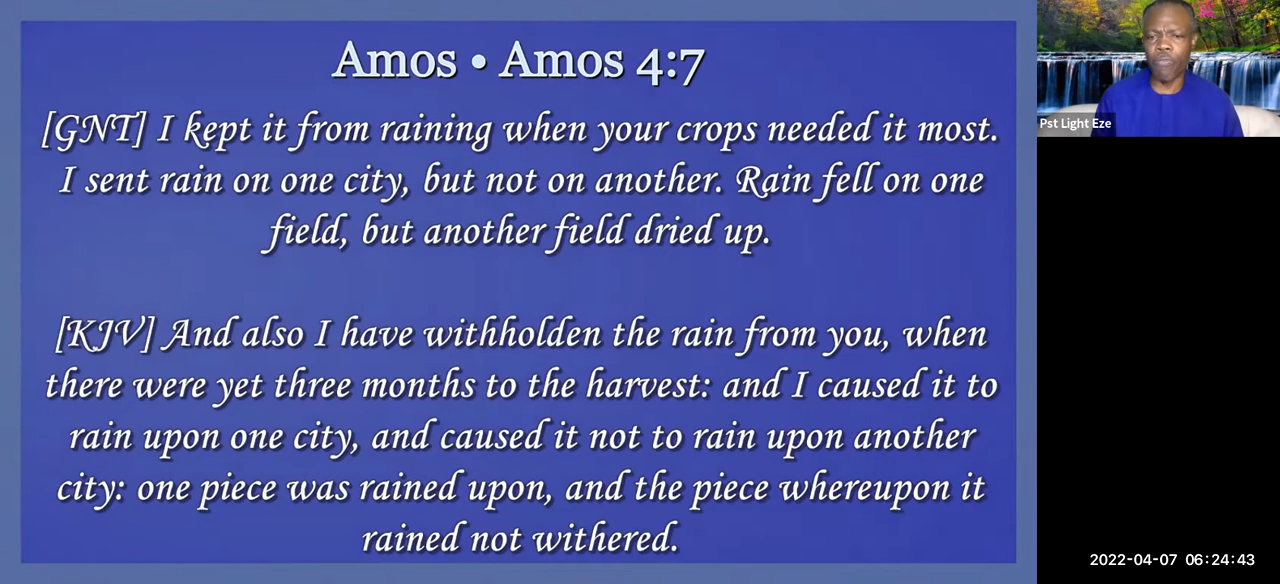 Amos • Amos 4:7
[GNT] I kept it from raining when your crops needed it most.
I sent rain on one city, but not on another. Rain fell on one
field, but another field dried up.
[KJV] And also I have withholden the rain from you, when
there were yet three months to the harvest: and I caused it to
rain upon one city, and caused it not to rain upon another
city: one piece was rained upon, and the piece whereupon it
rained not withered.
Pst Light Eze
2022-04-07 06:24:43